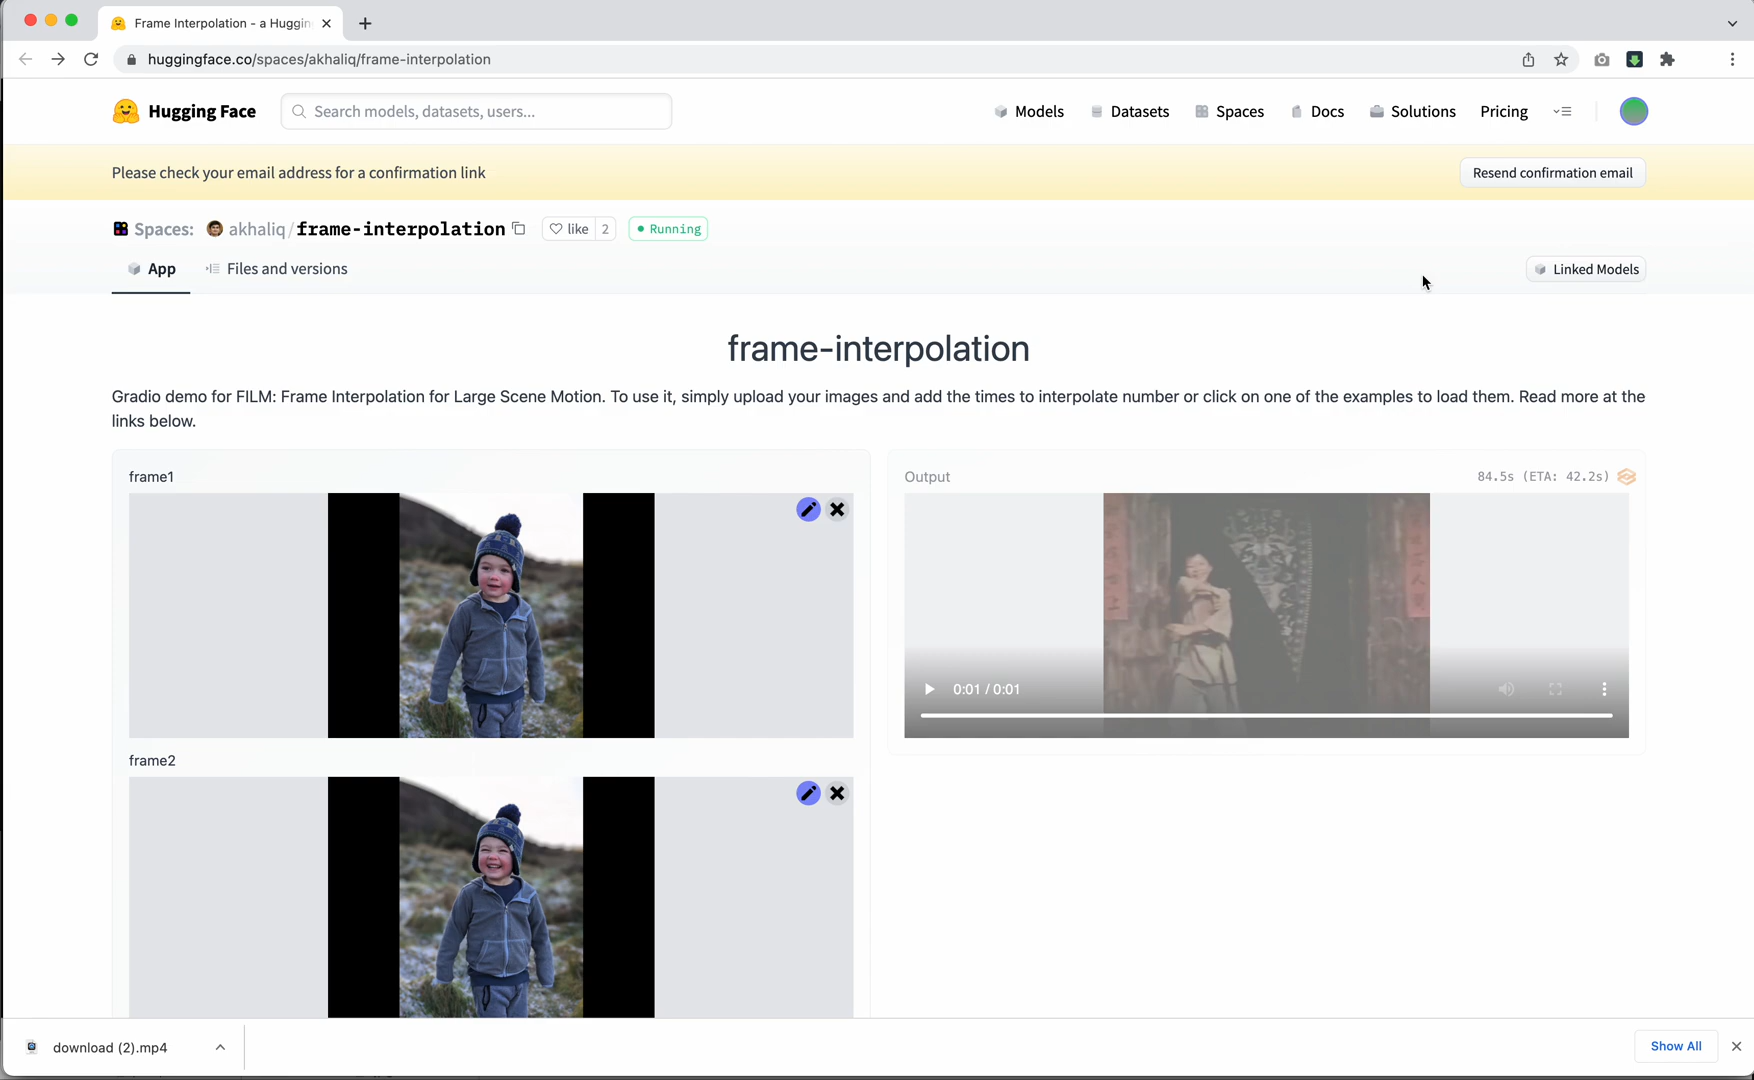 Frame Interpolation - a Huggin
huggingface.co/spaces/akhaliq/frame-interpolation
Hugging Face
Search models, datasets, users...
Models
Datasets
Spaces
Docs
Solutions
Pricing
Please check your email address for a confirmation link
Resend confirmation email
Spaces:
akhaliq/frame-interpolation
like
2
Running
App
Files and versions
Linked Models
frame-interpolation
Gradio demo for FILM: Frame Interpolation for Large Scene Motion. To use it, simply upload your images and add the times to interpolate number or click on one of the examples to load them. Read more at the
links below.
frame1
Output
84.5s (ETA: 42.2s)
0:01 / 0:01
frame2
download (2).mp4
Show All